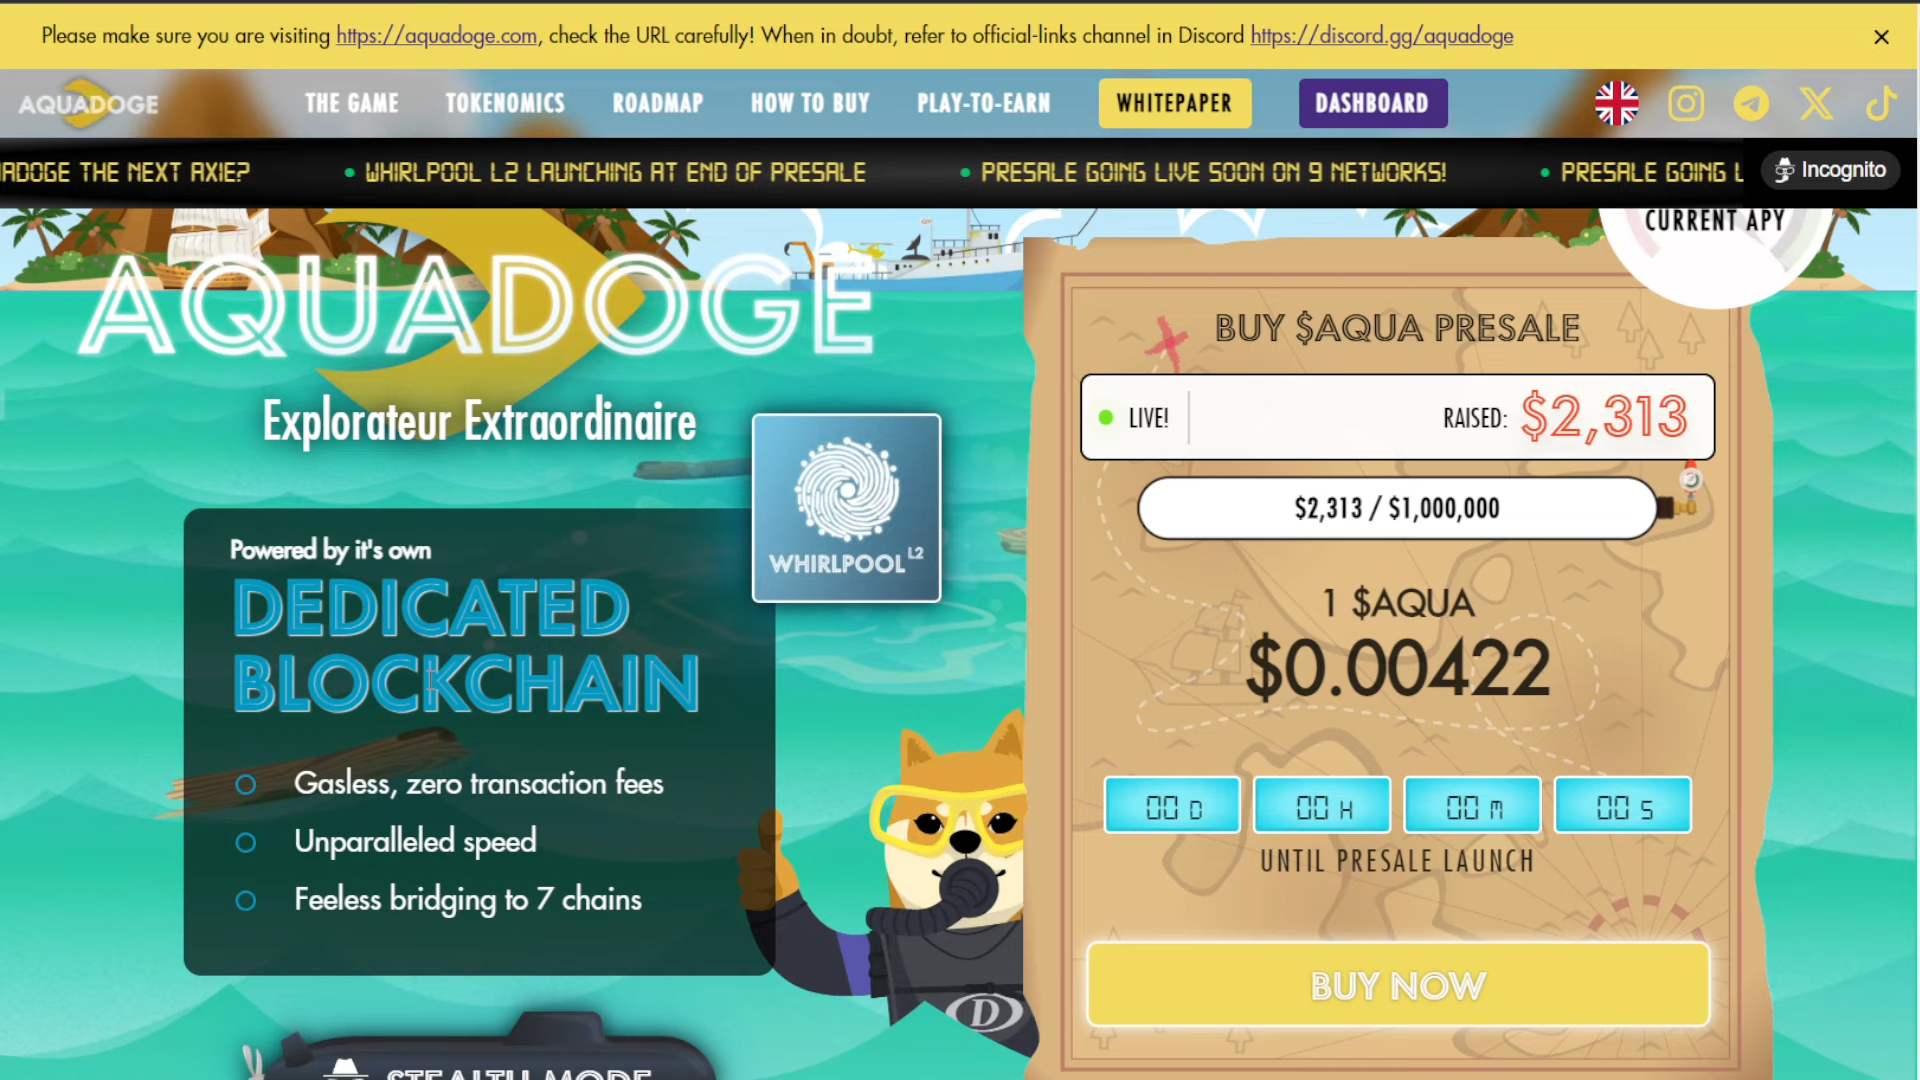 Please make sure you are visiting https://aquadoge.com, check the URL carefully! When in doubt, refer to official-links channel in Discord https://discord.gg/aquadoge
AQUADOGE
THE GAME TOKENOMICS ROADMAP HOW TO BUY PLAY-TO-EARN WHITEPAPER DASHBOARD
ADOGE THE NEXT AXIE? • WHIRLPOOL L2 LAUNCHING AT END OF PRESALE • PRESALE GOING LIVE SOON ON 9 NETWORKS! • PRESALE GOING L
Incognito
CURRENT APY
AQUADOGE
Explorateur Extraordinaire
WHIRLPOOL L2
Powered by it's own
DEDICATED
BLOCKCHAIN
Gasless, zero transaction fees
Unparalleled speed
Feeless bridging to 7 chains
D
STEALTH MODE
BUY $AQUA PRESALE
LIVE! RAISED: $2,313
$2,313 / $1,000,000
1 $AQUA
$0.00422
00 D 00 H 00 M 00 S
UNTIL PRESALE LAUNCH
BUY NOW